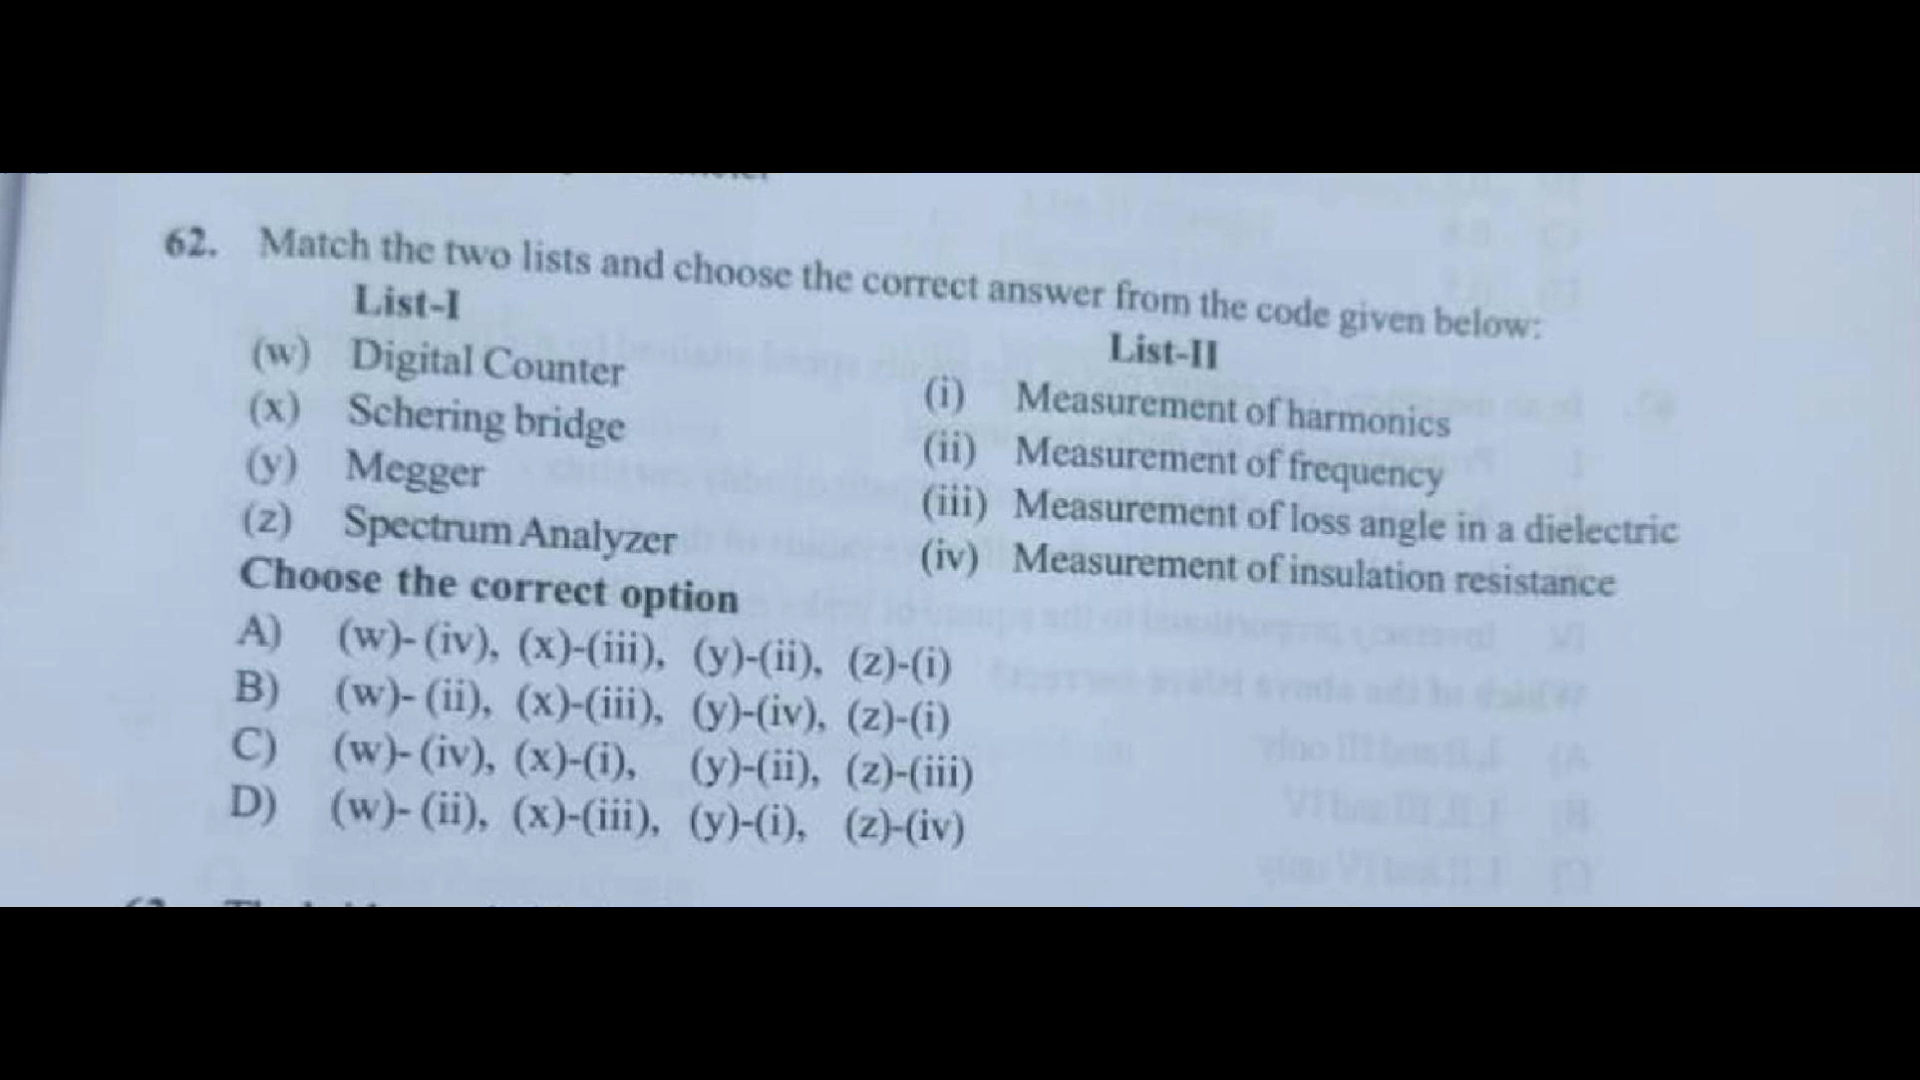 62. Match the two lists and choose the correct answer from the code given below:
List-I
List-II
(w) Digital Counter
(i) Measurement of harmonics
(x) Schering bridge
(ii) Measurement of frequency
(y) Megger
(iii) Measurement of loss angle in a dielectric
(z) Spectrum Analyzer
(iv) Measurement of insulation resistance
Choose the correct option
A) (w)-(iv), (x)-(iii), (y)-(ii), (z)-(i)
B) (w)-(ii), (x)-(iii), (y)-(iv), (z)-(i)
C) (w)-(iv), (x)-(i), (y)-(ii), (z)-(iii)
D) (w)-(ii), (x)-(iii), (y)-(i), (z)-(iv)